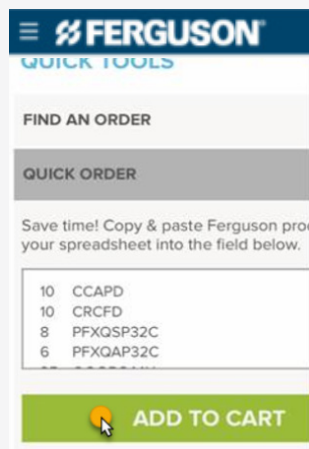 FERGUSON
QUICK TOOLS
FIND AN ORDER
QUICK ORDER
Save time! Copy & paste Ferguson
your spreadsheet into the field below.
10 CCAPD
10 CRCFD
8 PFXQSP32C
6 PFXQAP32C
ADD TO CART